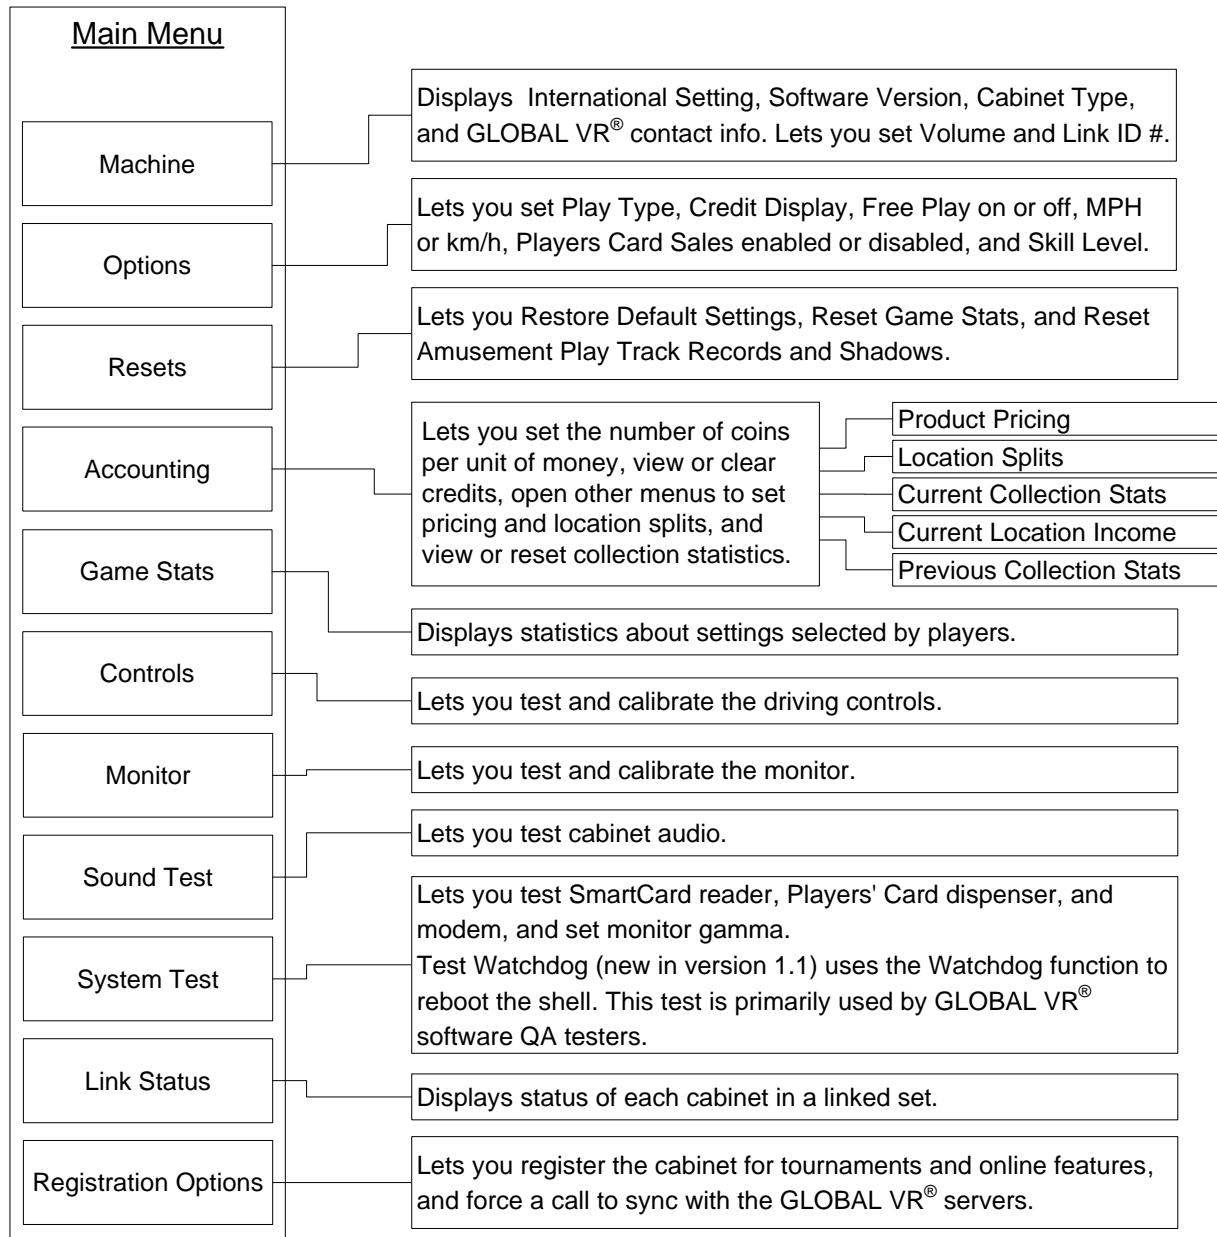 Main Menu
Machine
Displays International Setting, Software Version, Cabinet Type,
and GLOBAL VR® contact info. Lets you set Volume and Link ID #.
Options
Lets you set Play Type, Credit Display, Free Play on or off, MPH
or km/h, Players Card Sales enabled or disabled, and Skill Level.
Resets
Lets you Restore Default Settings, Reset Game Stats, and Reset
Amusement Play Track Records and Shadows.
Accounting
Lets you set the number of coins
per unit of money, view or clear
credits, open other menus to set
pricing and location splits, and
view or reset collection statistics.
Product Pricing
Location Splits
Current Collection Stats
Current Location Income
Previous Collection Stats
Game Stats
Displays statistics about settings selected by players.
Controls
Lets you test and calibrate the driving controls.
Monitor
Lets you test and calibrate the monitor.
Sound Test
Lets you test cabinet audio.
System Test
Lets you test SmartCard reader, Players' Card dispenser, and
modem, and set monitor gamma.
Test Watchdog (new in version 1.1) uses the Watchdog function to
reboot the shell. This test is primarily used by GLOBAL VR®
software QA testers.
Link Status
Displays status of each cabinet in a linked set.
Registration Options
Lets you register the cabinet for tournaments and online features,
and force a call to sync with the GLOBAL VR® servers.